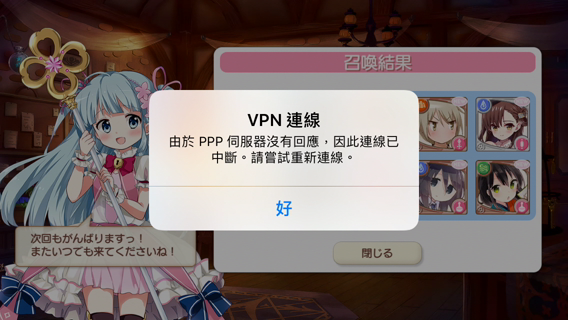 召喚結果
VPN 連線
由於 PPP 伺服器沒有回應，因此連線已
中斷。請嘗試重新連線。
好
次回もがんばりますっ！
またいつでも来てくださいね！
閉じる